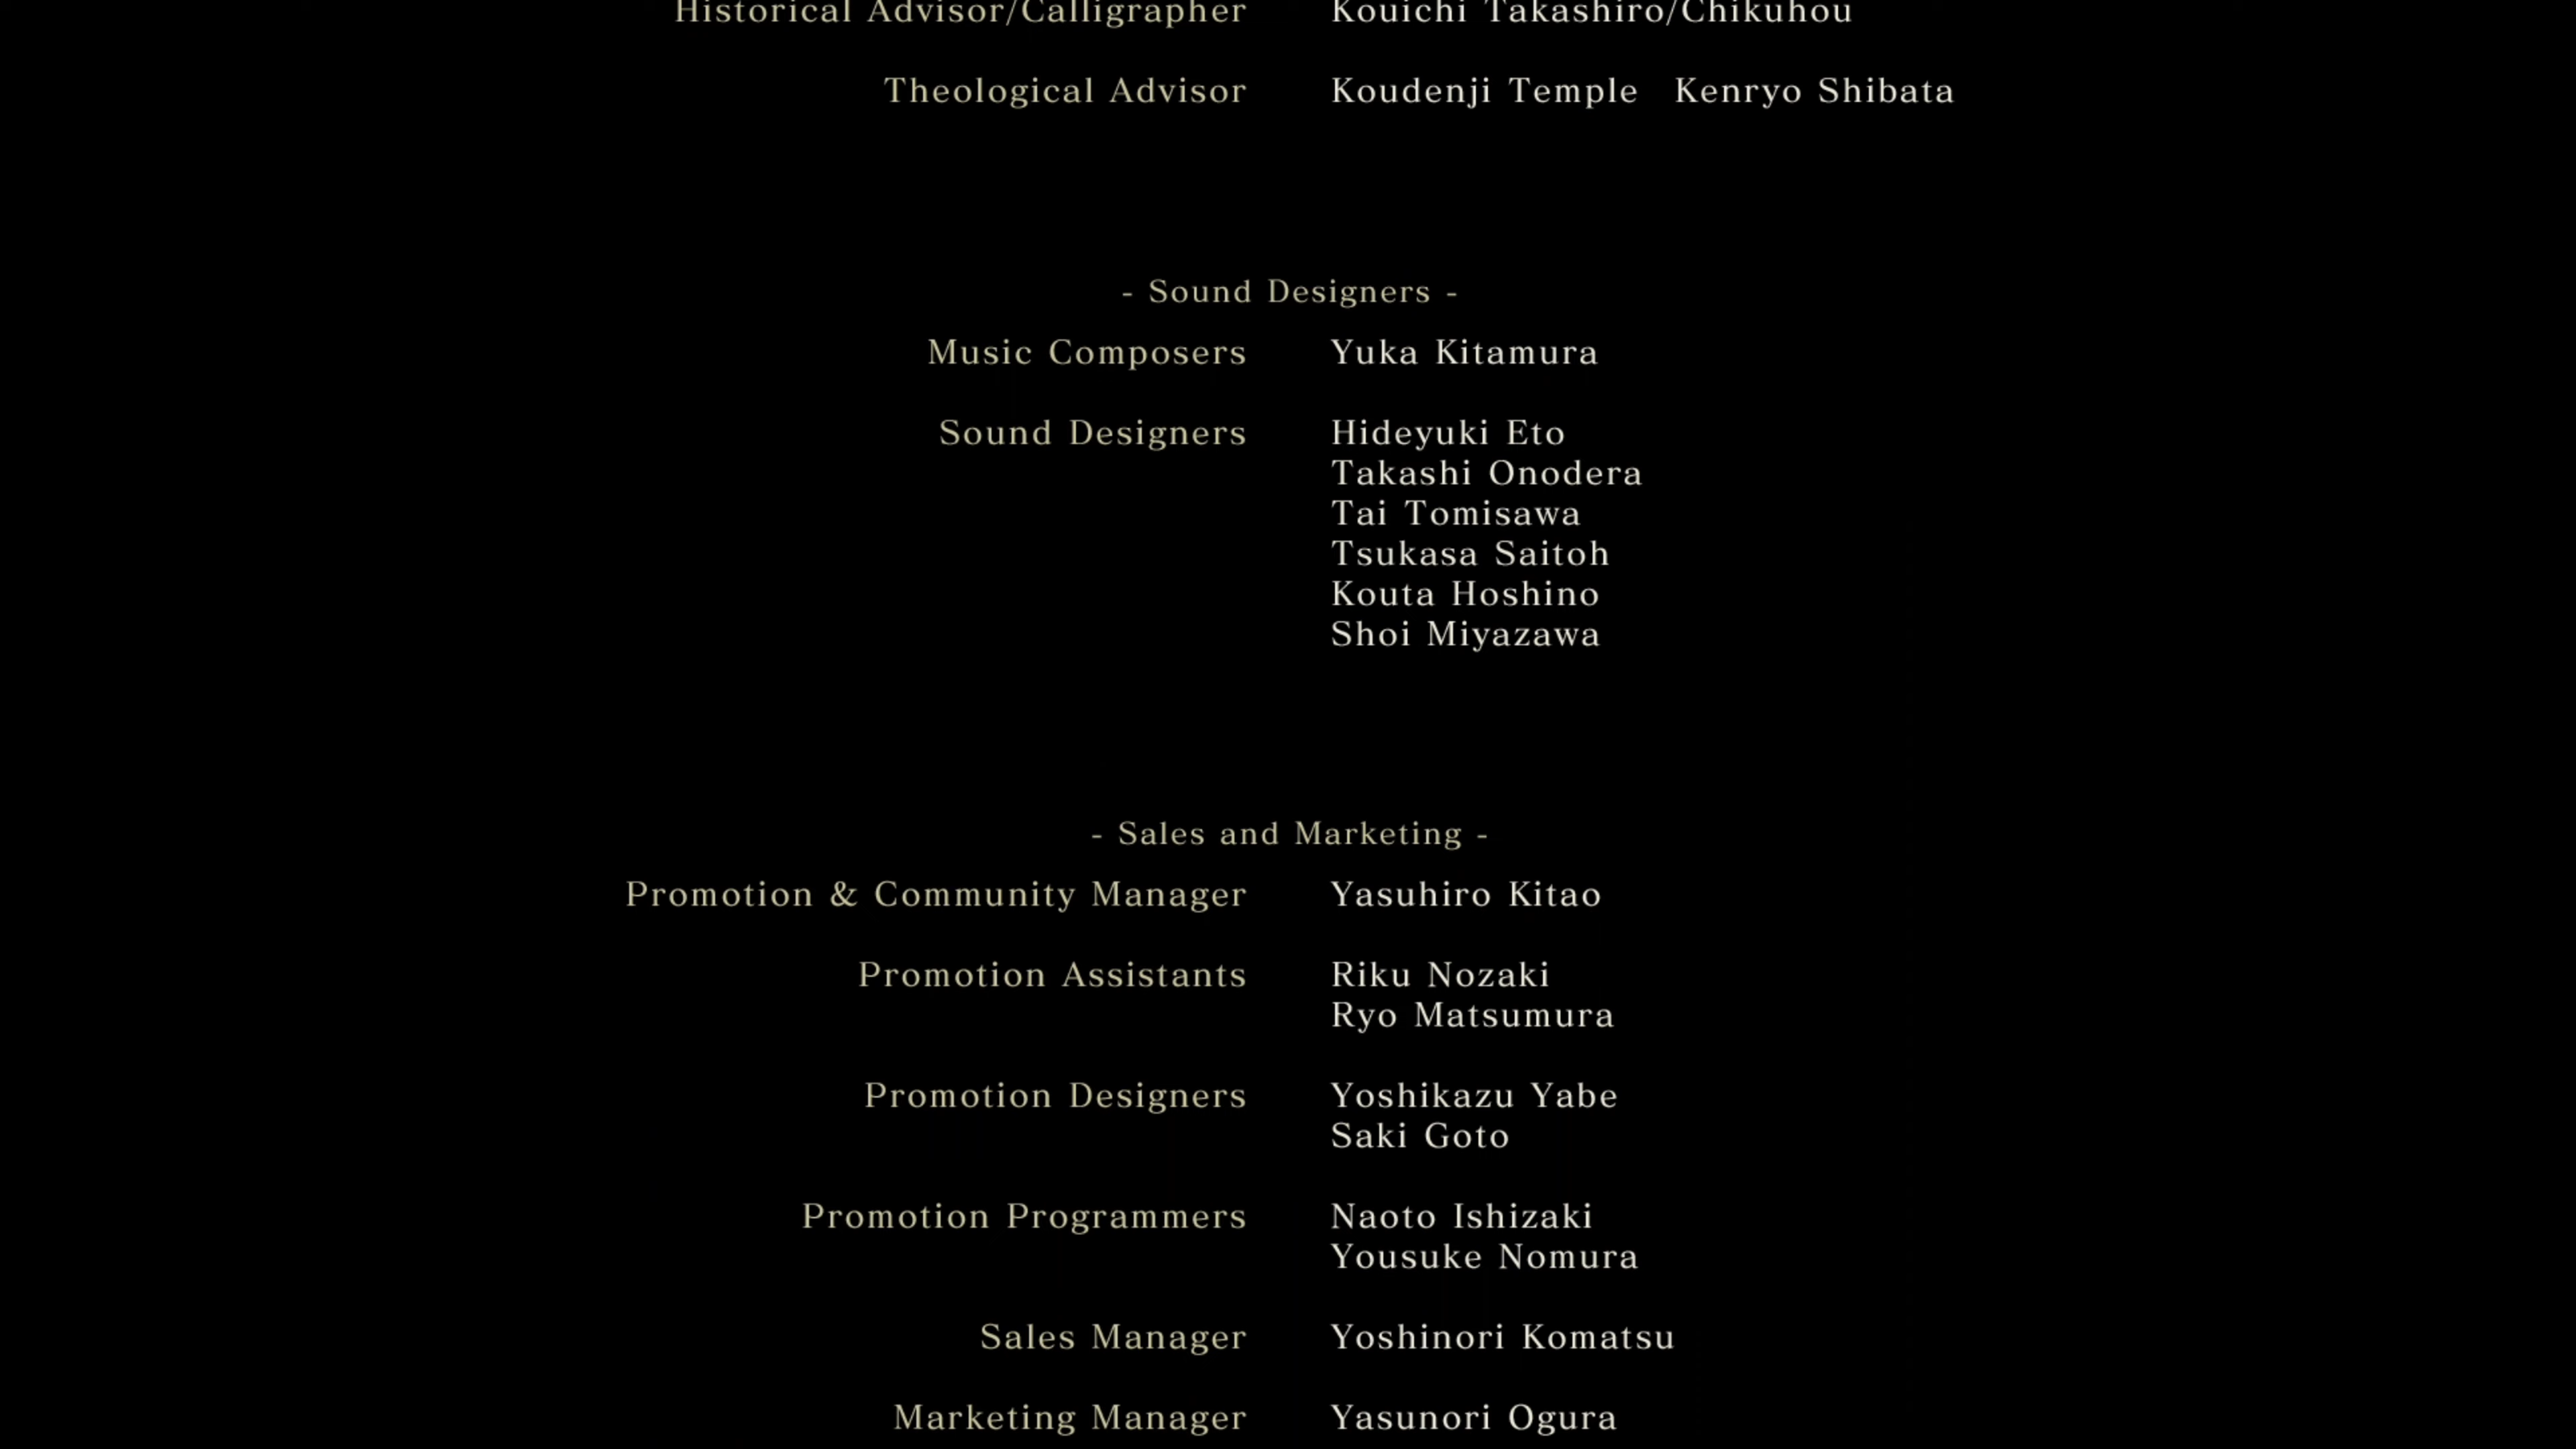 Historical Advisor/Calligrapher Kouichi Takashiro/Chikuhou
Theological Advisor Koudenji Temple Kenryo Shibata
- Sound Designers -
Music Composers Yuka Kitamura
Sound Designers Hideyuki Eto
Takashi Onodera
Tai Tomisawa
Tsukasa Saitoh
Kouta Hoshino
Shoi Miyazawa
- Sales and Marketing -
Promotion & Community Manager Yasuhiro Kitao
Promotion Assistants Riku Nozaki
Ryo Matsumura
Promotion Designers Yoshikazu Yabe
Saki Goto
Promotion Programmers Naoto Ishizaki
Yousuke Nomura
Sales Manager Yoshinori Komatsu
Marketing Manager Yasunori Ogura